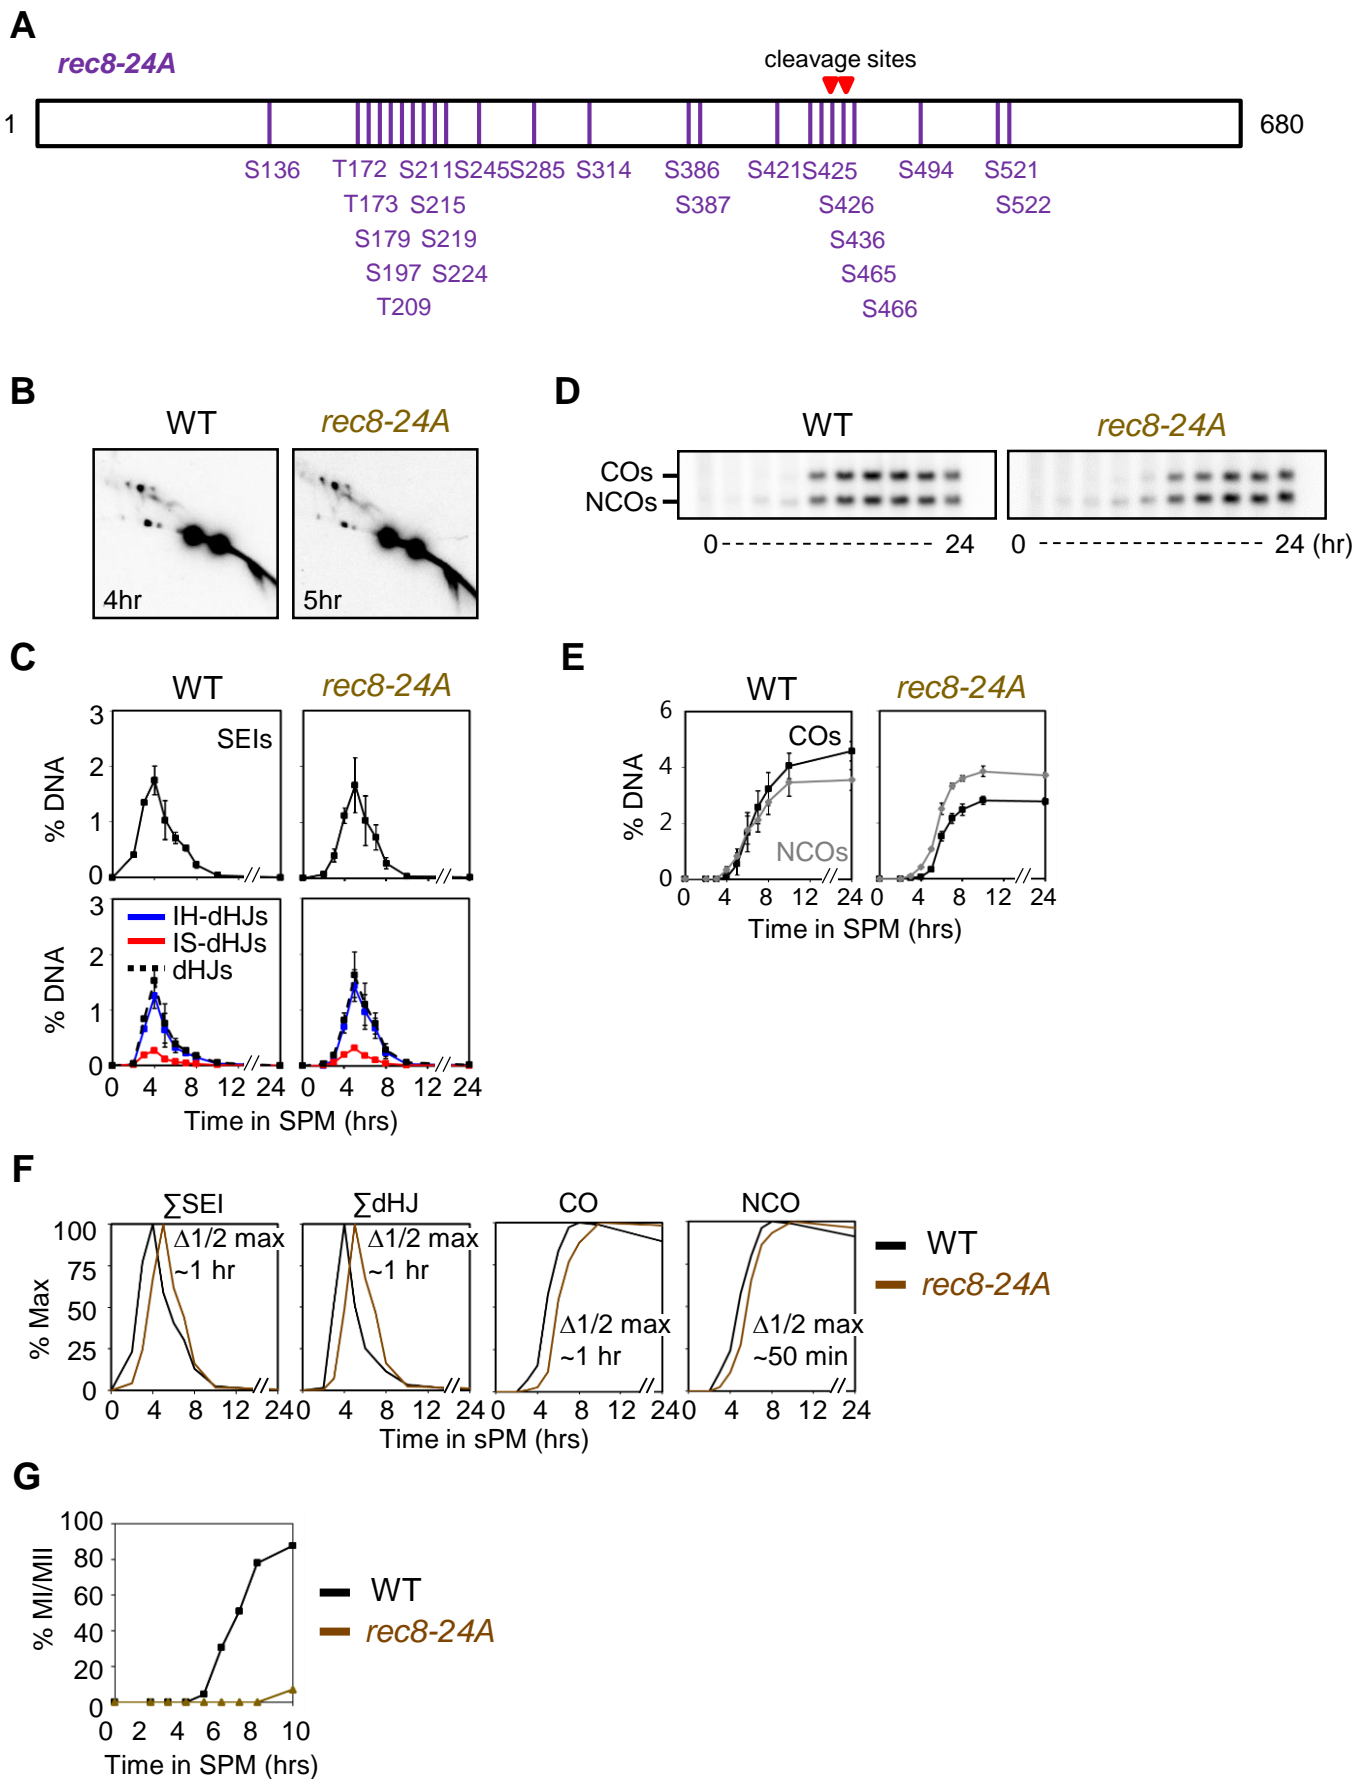 A
rec8-24A
cleavage sites
1
680
S136 T172 S211 S245 S285 S314 S386 S421 S425 S494 S521
T173 S215 S387 S426 S522
S179 S219 S436
S197 S224 S465
T209 S466
B
WT rec8-24A
4hr 5hr
D
WT rec8-24A
COs
NCOs
0 24 0 24 (hr)
C
WT rec8-24A
% DNA
3
2
1
0
SEIs
% DNA
3
2
1
0
IH-dHJs
IS-dHJs
dHJs
0 4 8 12 24 0 4 8 12 24
Time in SPM (hrs)
E
WT rec8-24A
% DNA
6
4
2
0
COs
NCOs
0 4 8 12 24 0 4 8 12 24
Time in SPM (hrs)
F
∑SEI ∑dHJ CO NCO
% Max
100
75
50
25
0
Δ1/2 max
~1 hr
Δ1/2 max
~1 hr
Δ1/2 max
~1 hr
Δ1/2 max
~50 min
WT
rec8-24A
0 4 8 12 24 0 4 8 12 24 0 4 8 12 24 0 4 8 12 24
Time in sPM (hrs)
G
% MI/MII
100
80
60
40
20
0
WT
rec8-24A
0 2 4 6 8 10
Time in SPM (hrs)